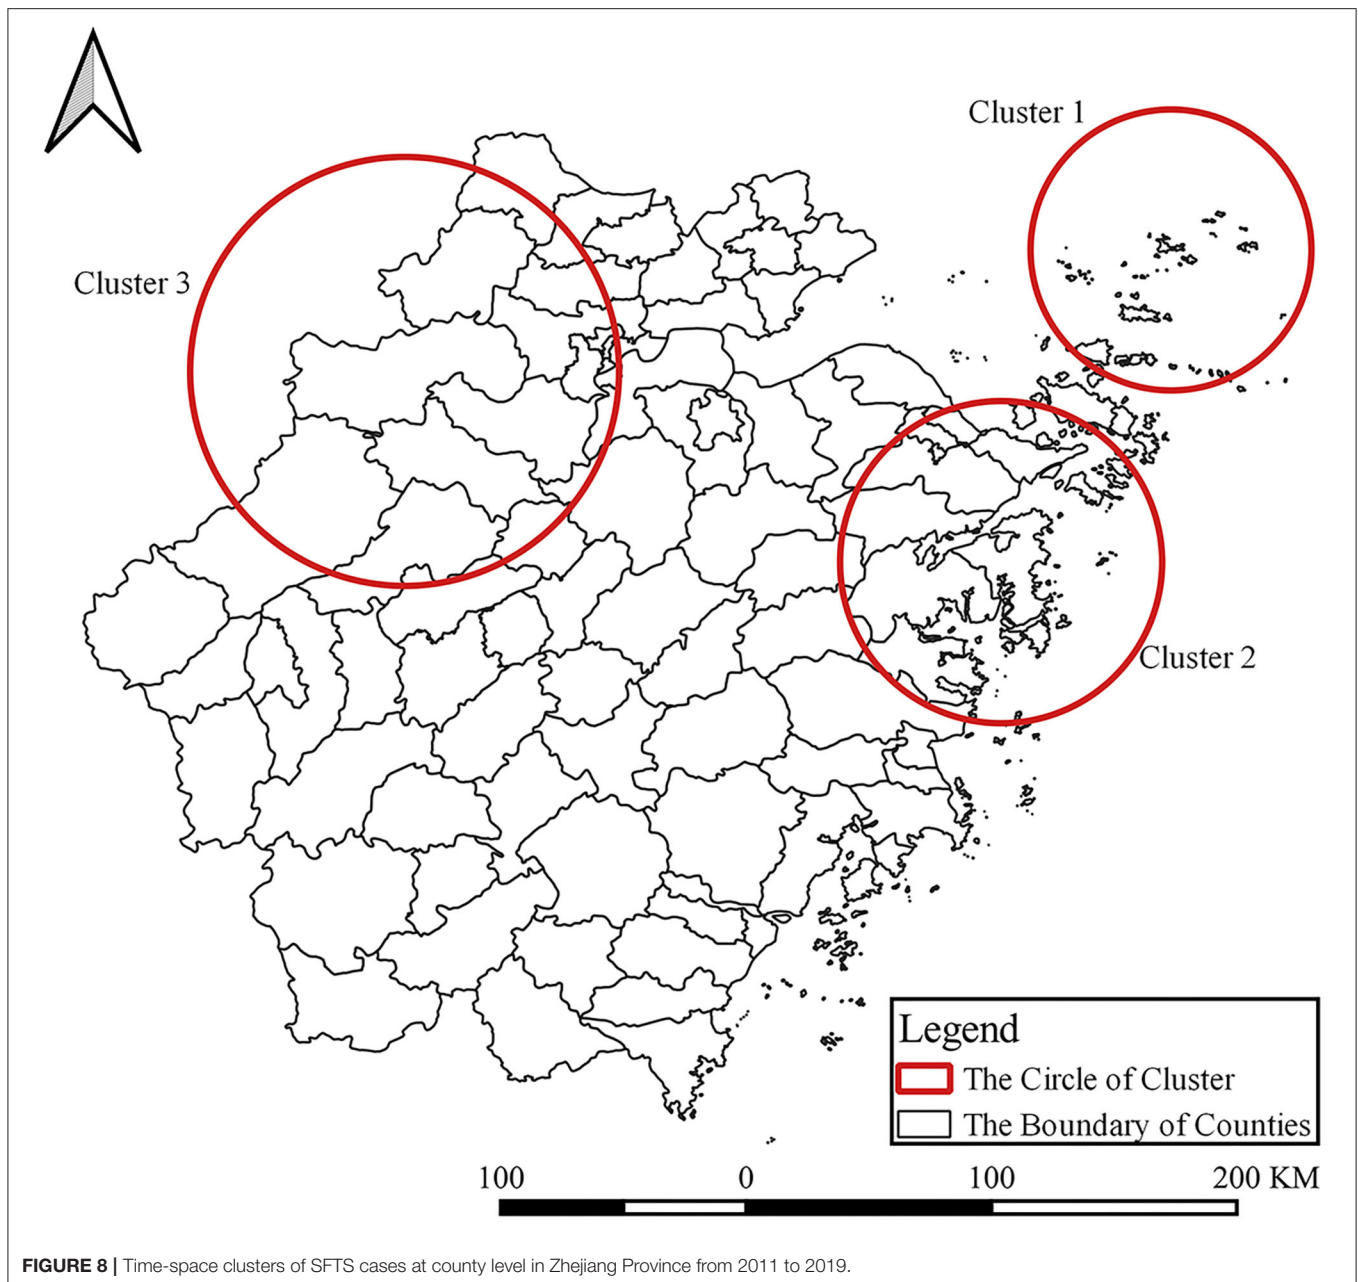 Cluster 1
Cluster 3
Cluster 2
Legend
The Circle of Cluster
The Boundary of Counties
100 0 100 200 KM
FIGURE 8 | Time-space clusters of SFTS cases at county level in Zhejiang Province from 2011 to 2019.